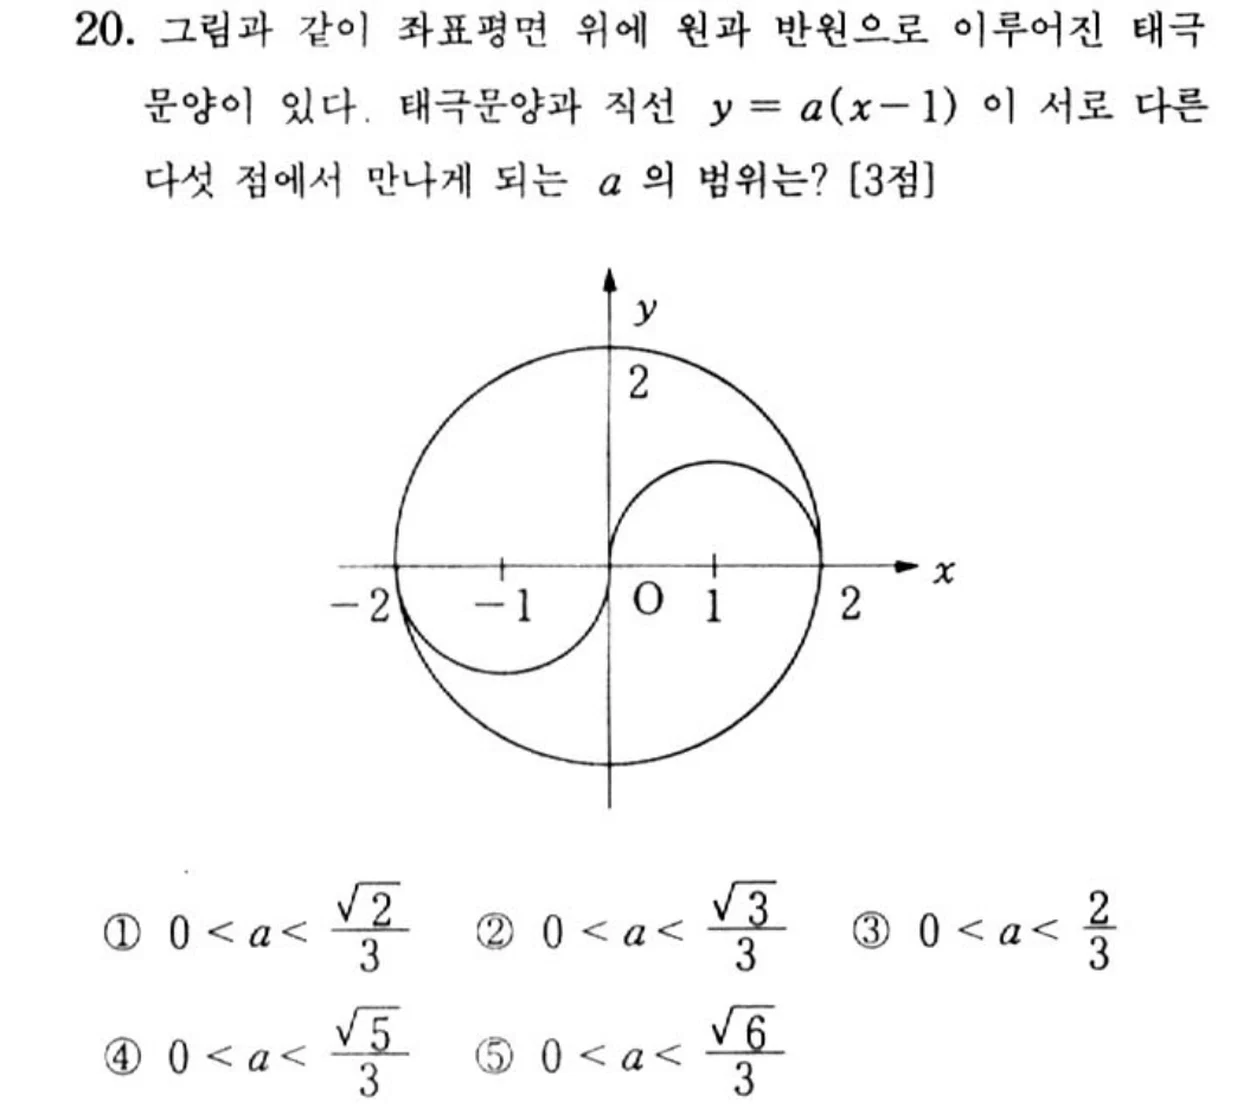 20. 그림과 같이 좌표평면 위에 원과 반원으로 이루어진 태극
문양이 있다. 태극문양과 직선 y = a(x-1) 이 서로 다른
다섯 점에서 만나게 되는 a 의 범위는? [3점]
y
2
-2 -1 O 1 2 x
① 0 < a < √2/3 ② 0 < a < √3/3 ③ 0 < a < 2/3
④ 0 < a < √5/3 ⑤ 0 < a < √6/3